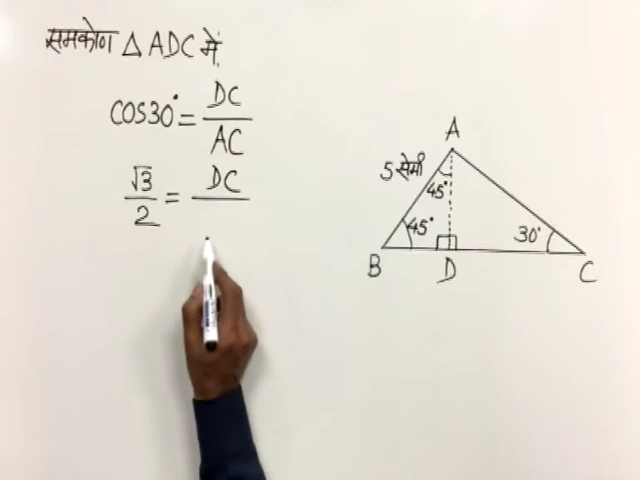 समकोण △ ADC में
COS30° = DC/AC
√3/2 = DC/
A
5 सेमी
45°
45°
30°
B
D
C